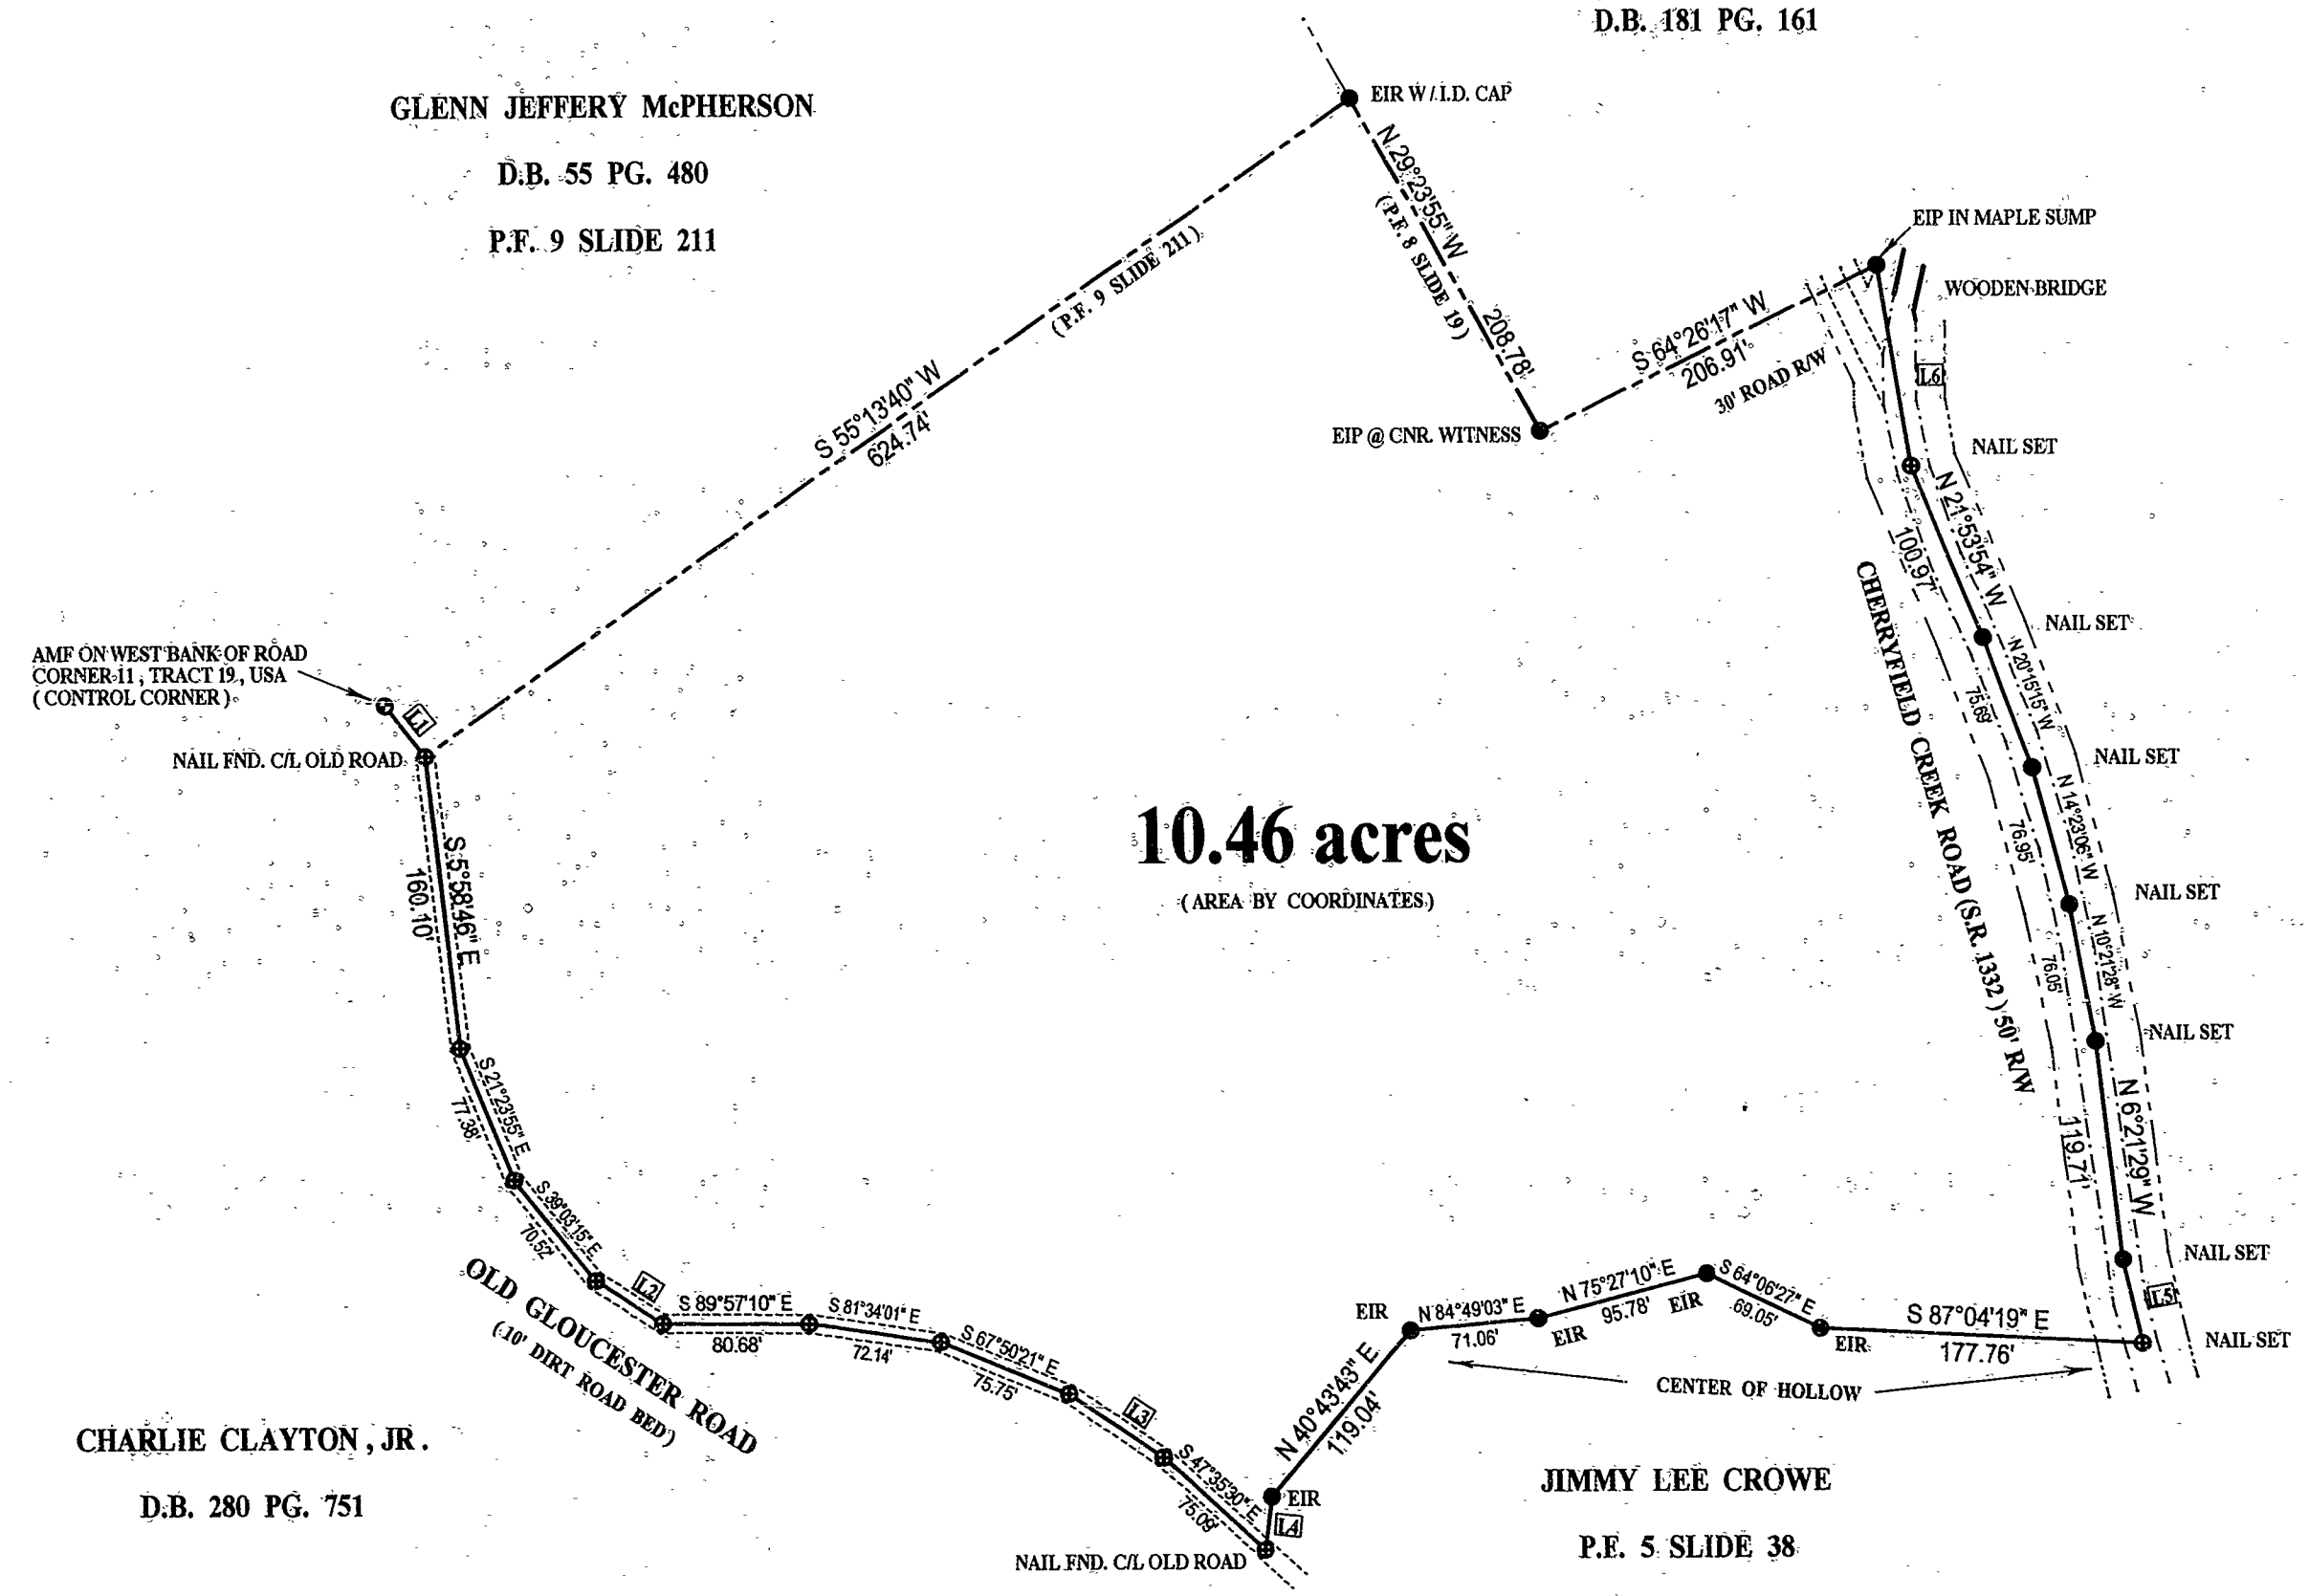 D.B. 181 PG. 161
GLENN JEFFERY McPHERSON
D.B. 55 PG. 480
P.F. 9 SLIDE 211
EIR W/ I.D. CAP
N 29°23'55" W
208.78'
(P.F. 8 SLIDE 19)
(P.F. 9 SLIDE 211)
S 55°13'40" W
624.74'
EIP IN MAPLE SUMP
WOODEN BRIDGE
S 64°26'17" W
206.91'
30' ROAD R/W
EIP @ CNR. WITNESS
L6
NAIL SET
N 21°53'54" W
100.97'
NAIL SET
N 20°15'15" W
75.69'
NAIL SET
N 14°23'06" W
76.95'
NAIL SET
N 10°21'28" W
76.05'
NAIL SET
CHERRYFIELD CREEK ROAD (S.R. 1332) 50' R/W
N 6°21'29" W
119.71'
NAIL SET
L5
NAIL SET
AMF ON WEST BANK OF ROAD
CORNER 11, TRACT 19, USA
(CONTROL CORNER)
L1
NAIL FND. C/L OLD ROAD
10.46 acres
(AREA BY COORDINATES)
S 5°58'46" E
160.10'
S 21°23'55" E
77.38'
S 39°03'15" E
70.52'
L2
S 89°57'10" E
80.68'
S 81°34'01" E
72.14'
S 67°50'21" E
75.75'
L3
S 47°35'30" E
75.09'
OLD GLOUCESTER ROAD
(10' DIRT ROAD BED)
NAIL FND. C/L OLD ROAD
L4
EIR
N 40°43'43" E
119.04'
EIR
N 84°49'03" E
71.06'
EIR
N 75°27'10" E
95.78'
EIR
S 64°06'27" E
69.05'
EIR
S 87°04'19" E
177.76'
CENTER OF HOLLOW
CHARLIE CLAYTON, JR.
D.B. 280 PG. 751
JIMMY LEE CROWE
P.F. 5 SLIDE 38